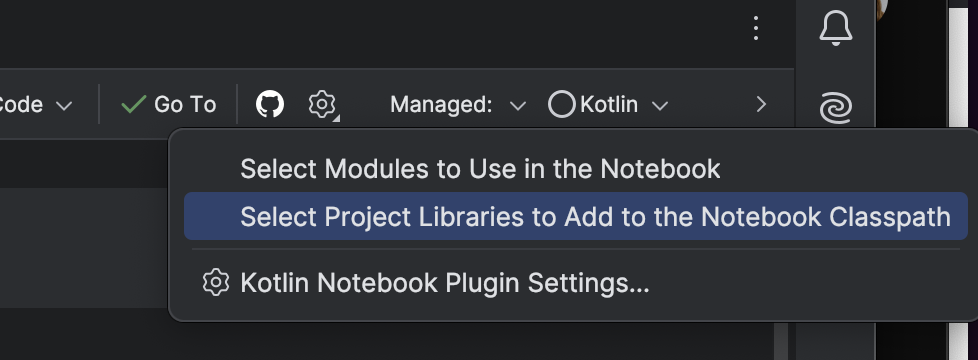 Go To
Managed:
Kotlin
Select Modules to Use in the Notebook
Select Project Libraries to Add to the Notebook Classpath
Kotlin Notebook Plugin Settings...